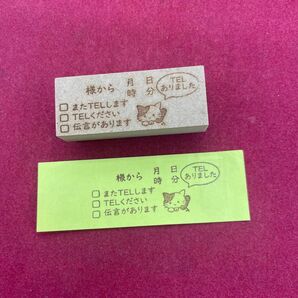 様から 月 日
時 分
TEL
ありました
□ またTELします
□ TELください
□ 伝言があります
様から 月 日
時 分
TEL
ありました
□ またTELします
□ TELください
□ 伝言があります